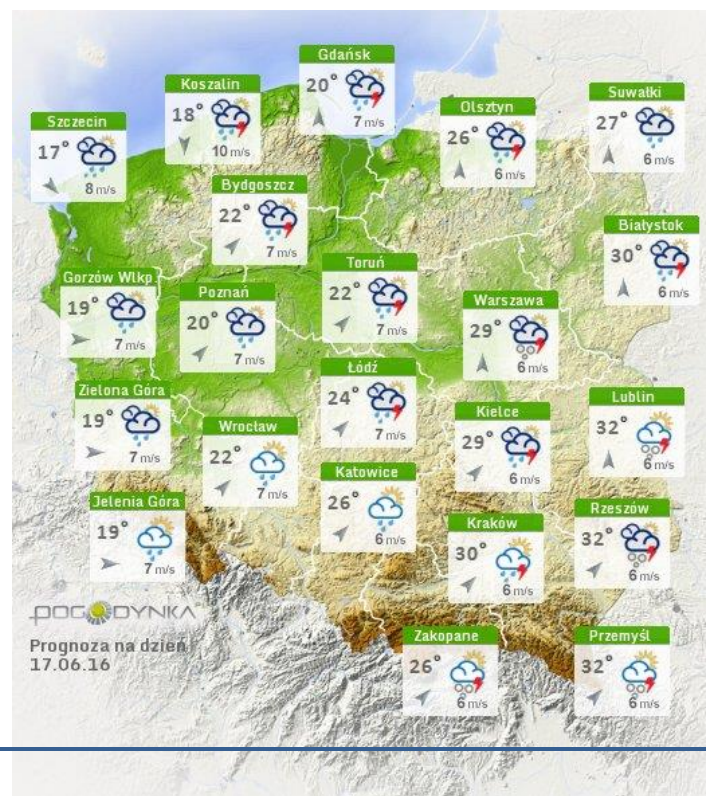 Gdańsk
20°
7 m/s
Koszalin
18°
10 m/s
Suwałki
27°
6 m/s
Olsztyn
26°
6 m/s
Szczecin
17°
8 m/s
Bydgoszcz
22°
7 m/s
Białystok
30°
6 m/s
Toruń
22°
7 m/s
Gorzów Wlkp
19°
7 m/s
Poznań
20°
7 m/s
Warszawa
29°
6 m/s
Łódź
24°
7 m/s
Zielona Góra
19°
7 m/s
Lublin
32°
6 m/s
Kielce
29°
6 m/s
Wrocław
22°
7 m/s
Katowice
26°
6 m/s
Jelenia Góra
19°
7 m/s
Rzeszów
32°
6 m/s
Kraków
30°
6 m/s
POGODYNKA
Prognoza na dzień
17.06.16
Zakopane
26°
6 m/s
Przemyśl
32°
6 m/s